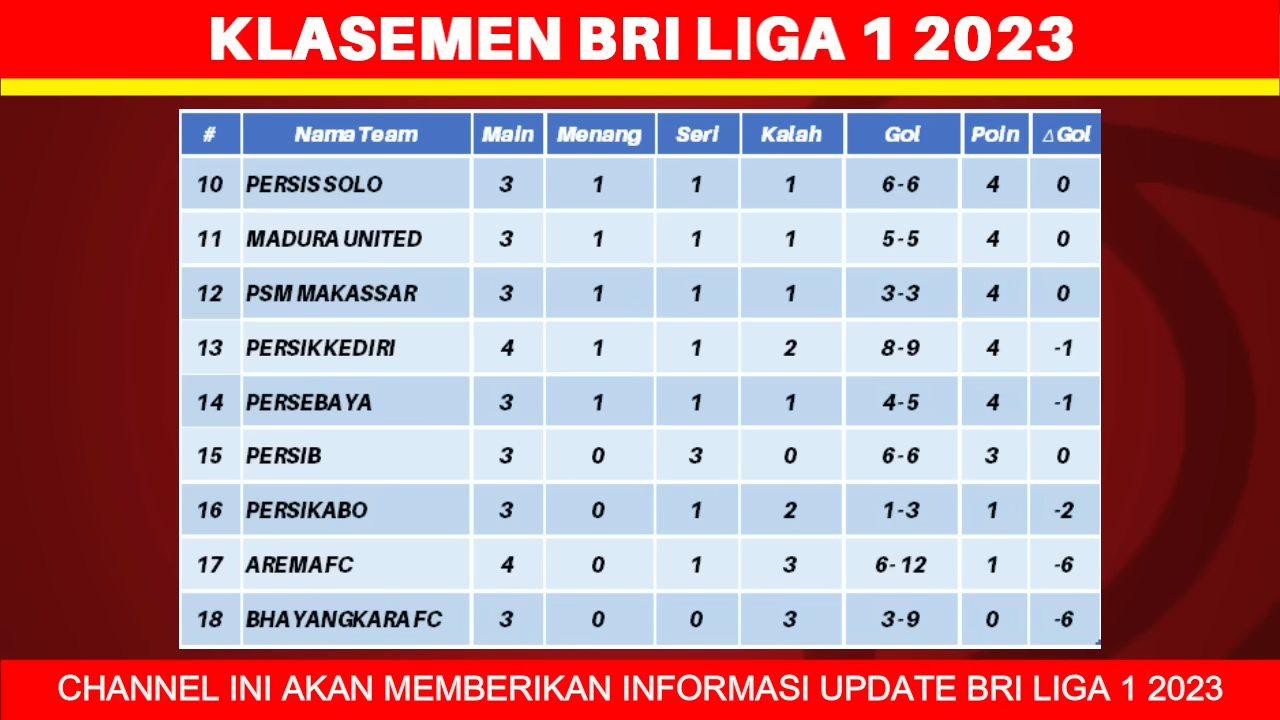 KLASEMEN BRI LIGA 1 2023
# Nama Team Main Menang Seri Kalah Gol Poin △Gol
10 PERSIS SOLO 3 1 1 1 6-6 4 0
11 MADURA UNITED 3 1 1 1 5-5 4 0
12 PSM MAKASSAR 3 1 1 1 3-3 4 0
13 PERSIK KEDIRI 4 1 1 2 8-9 4 -1
14 PERSEBAYA 3 1 1 1 4-5 4 -1
15 PERSIB 3 0 3 0 6-6 3 0
16 PERSIKABO 3 0 1 2 1-3 1 -2
17 AREMA FC 4 0 1 3 6-12 1 -6
18 BHAYANGKARA FC 3 0 0 3 3-9 0 -6
CHANNEL INI AKAN MEMBERIKAN INFORMASI UPDATE BRI LIGA 1 2023